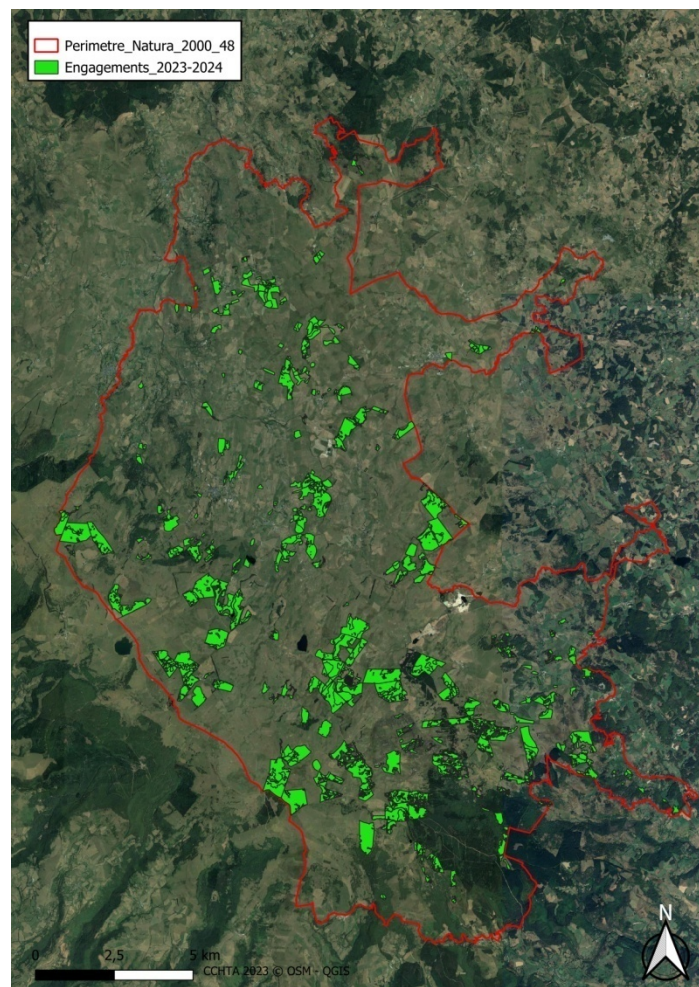 Perimetre_Natura_2000_48
Engagements_2023-2024
N
0 2,5 5 km
CCHTA 2023 © OSM - QGIS